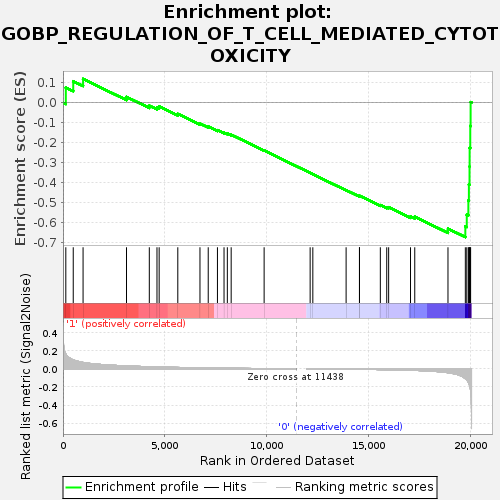 Enrichment plot:
GOBP_REGULATION_OF_T_CELL_MEDIATED_CYTOT
OXICITY
Enrichment score (ES)
0.1
0.0
-0.1
-0.2
-0.3
-0.4
-0.5
-0.6
-0.7
'1' (positively correlated)
Ranked list metric (Signal2Noise)
0.4
0.2
0.0
-0.2
-0.4
-0.6
Zero cross at 11438
'0' (negatively correlated)
0
5,000
10,000
15,000
20,000
Rank in Ordered Dataset
Enrichment profile
Hits
Ranking metric scores